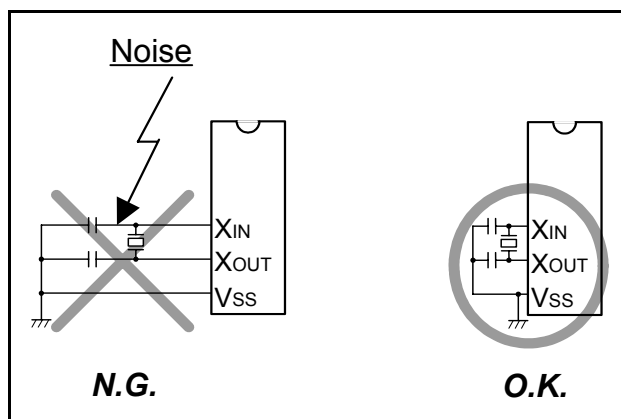 Noise
XIN
XOUT
VSS
N.G.
XIN
XOUT
VSS
O.K.